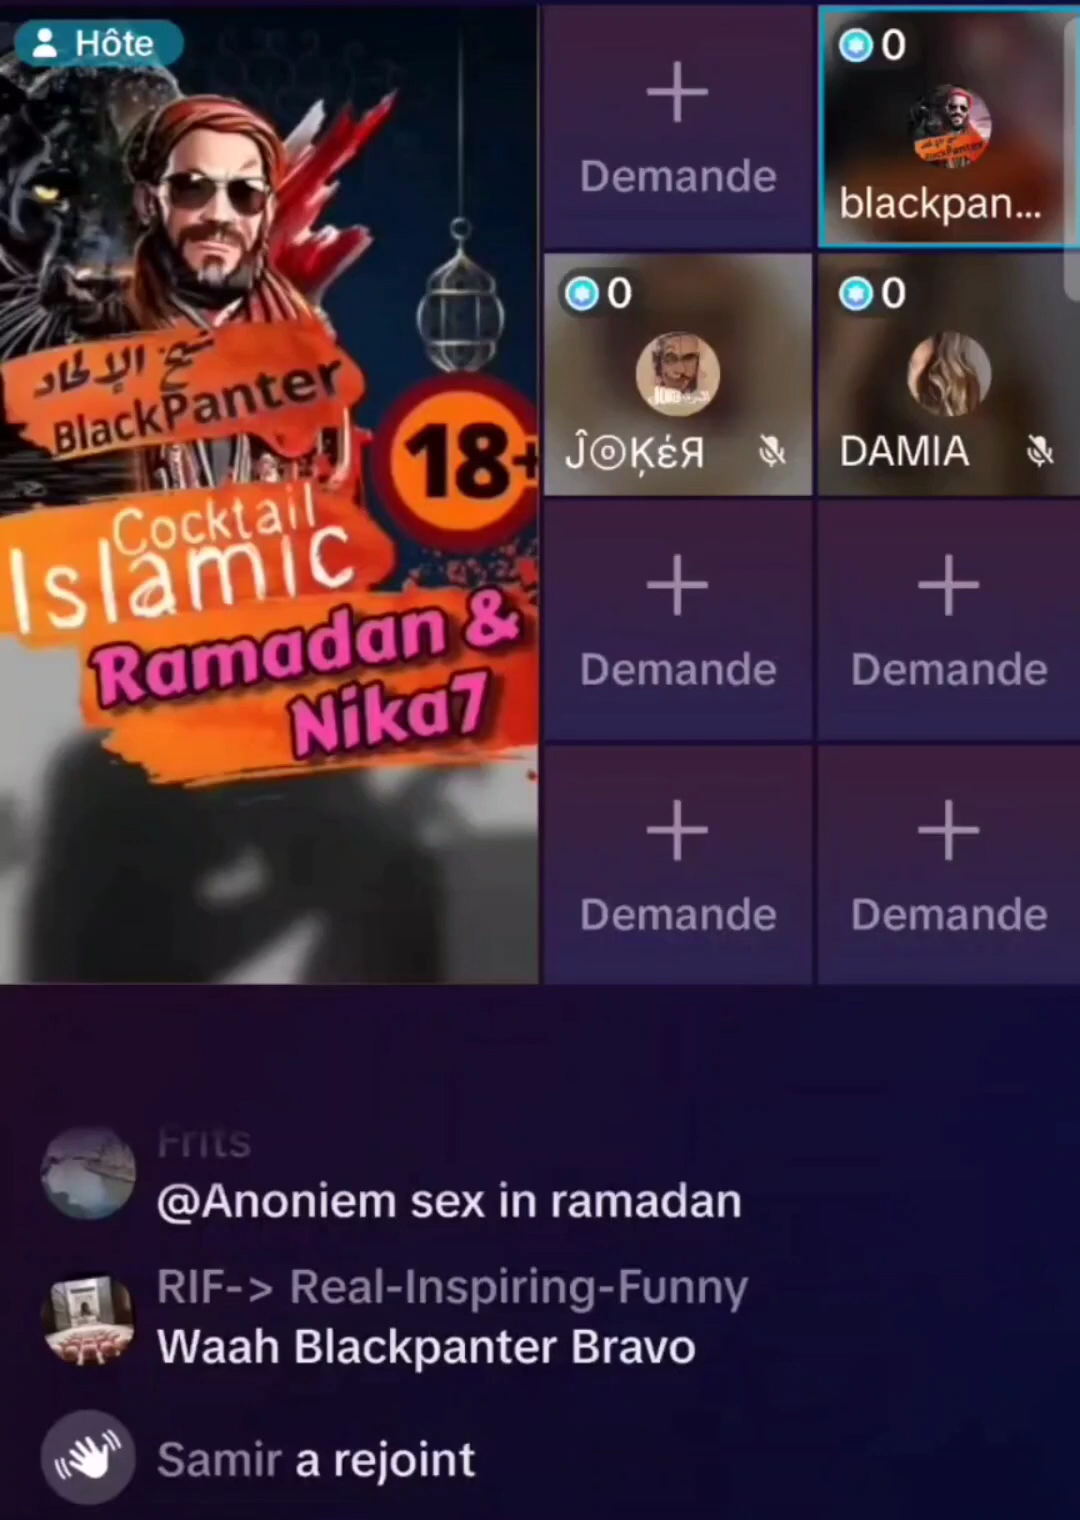 Hôte
شيخ الإلحاد
BlackPanter
18+
Cocktail
Islamic
Ramadan &
Nika7
Demande
0
blackpan...
0
Ĵ⊙ĶέЯ
0
DAMIA
Demande
Demande
Demande
Demande
Frits
@Anoniem sex in ramadan
RIF-> Real-Inspiring-Funny
Waah Blackpanter Bravo
Samir a rejoint